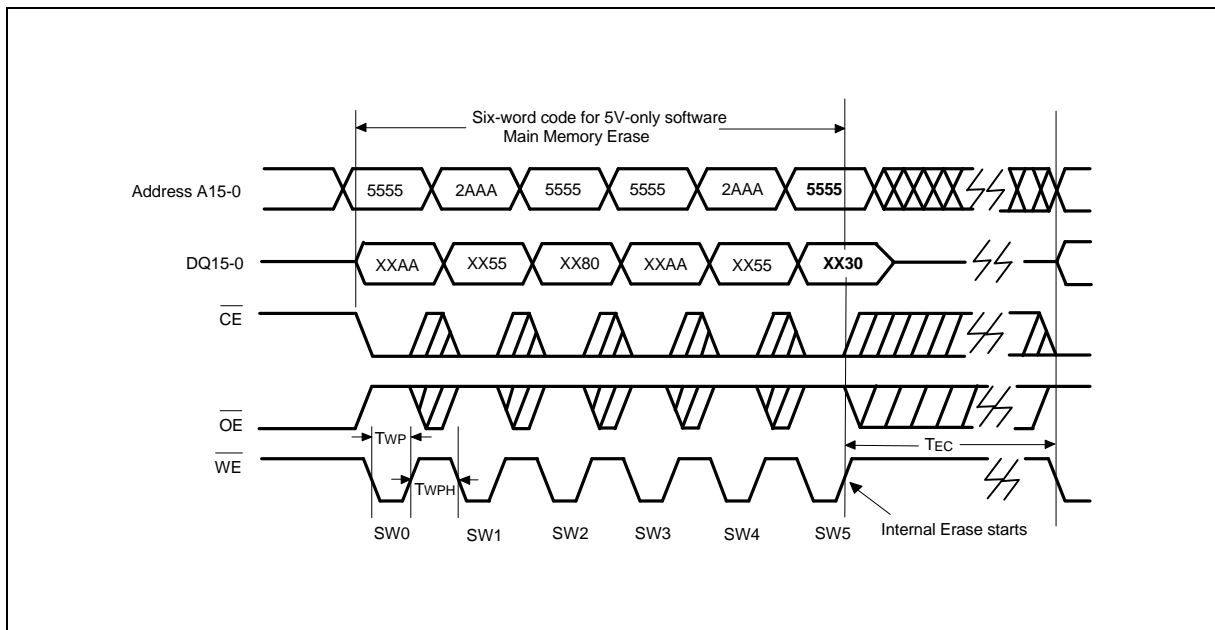 Six-word code for 5V-only software
Main Memory Erase
Address A15-0
5555 2AAA 5555 5555 2AAA 5555
DQ15-0
XXAA XX55 XX80 XXAA XX55 XX30
CE
OE
TWP
TEC
WE
TWPH
SW0 SW1 SW2 SW3 SW4 SW5
Internal Erase starts